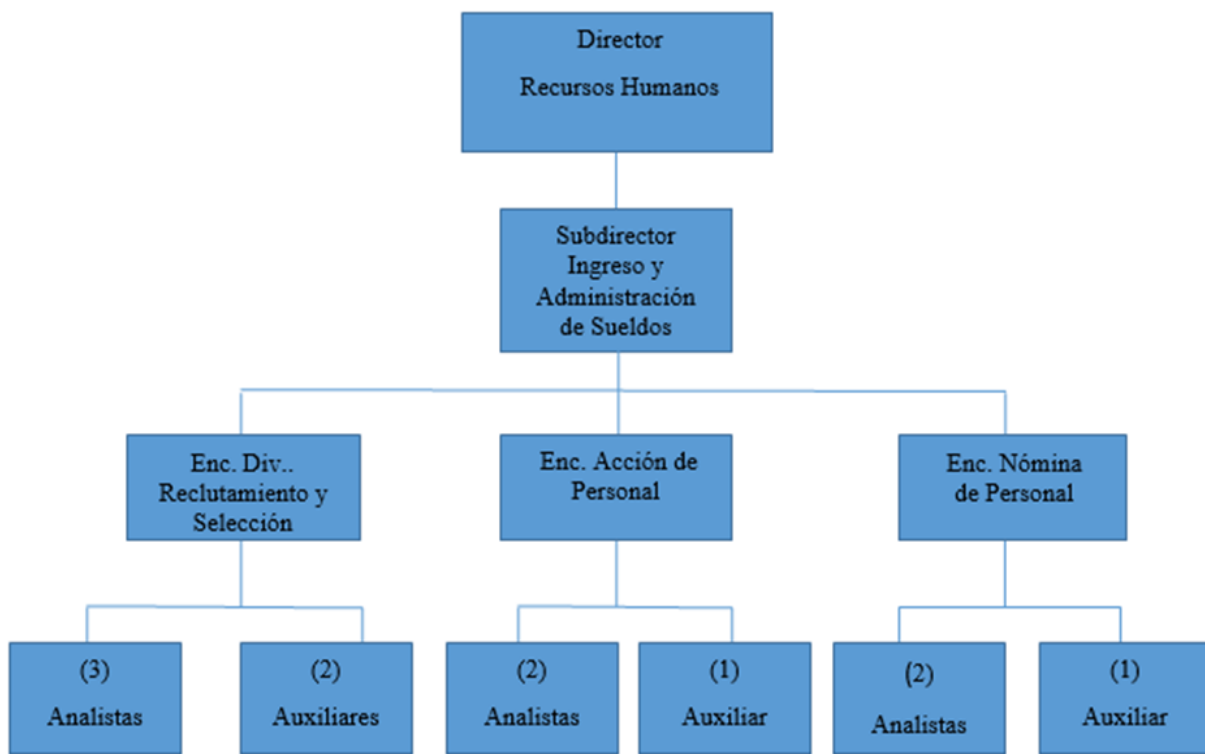 Director
Recursos Humanos
Subdirector
Ingreso y
Administración
de Sueldos
Enc. Div..
Reclutamiento y
Selección
Enc. Acción de
Personal
Enc. Nómina
de Personal
(3)
Analistas
(2)
Auxiliares
(2)
Analistas
(1)
Auxiliar
(2)
Analistas
(1)
Auxiliar